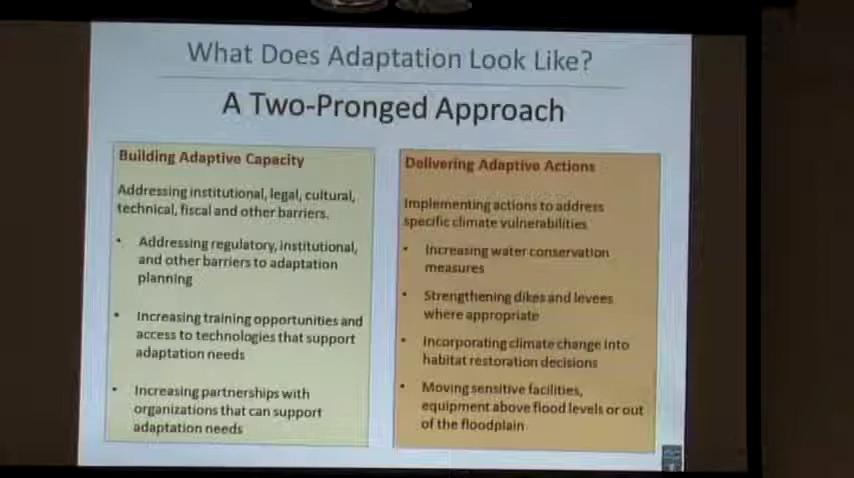 What Does Adaptation Look Like?
A Two-Pronged Approach
Building Adaptive Capacity
Addressing institutional, legal, cultural,
technical, fiscal and other barriers.
• Addressing regulatory, institutional,
and other barriers to adaptation
planning
• Increasing training opportunities and
access to technologies that support
adaptation needs
• Increasing partnerships with
organizations that can support
adaptation needs
Delivering Adaptive Actions
Implementing actions to address
specific climate vulnerabilities
• Increasing water conservation
measures
• Strengthening dikes and levees
where appropriate
• Incorporating climate change into
habitat restoration decisions
• Moving sensitive facilities,
equipment above flood levels or out
of the floodplain